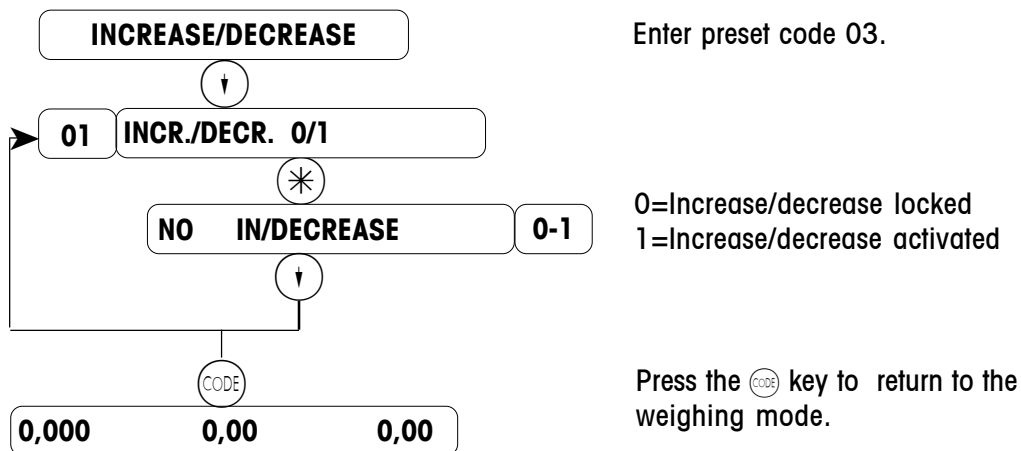 INCREASE/DECREASE
Enter preset code 03.
01 INCR./DECR. 0/1
NO IN/DECREASE 0-1
0=Increase/decrease locked
1=Increase/decrease activated
CODE
Press the CODE key to return to the
weighing mode.
0,000 0,00 0,00